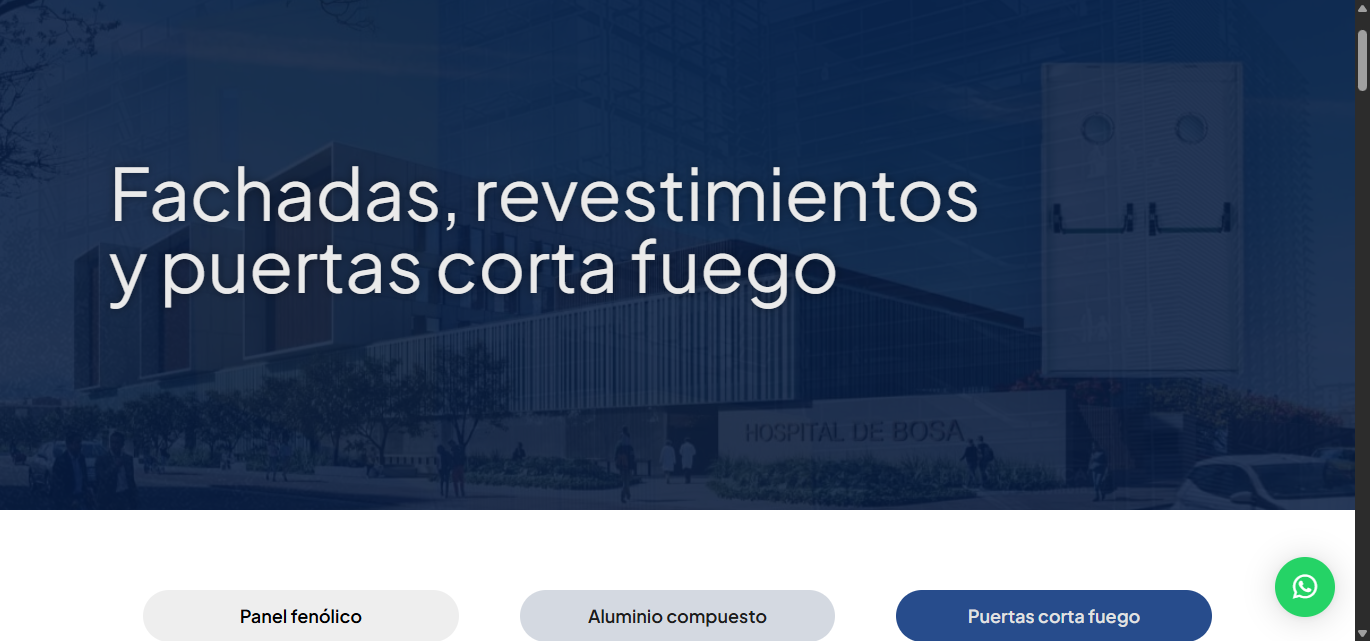 Fachadas, revestimientos
y puertas corta fuego
HOSPITAL DE BOSA
Panel fenólico
Aluminio compuesto
Puertas corta fuego